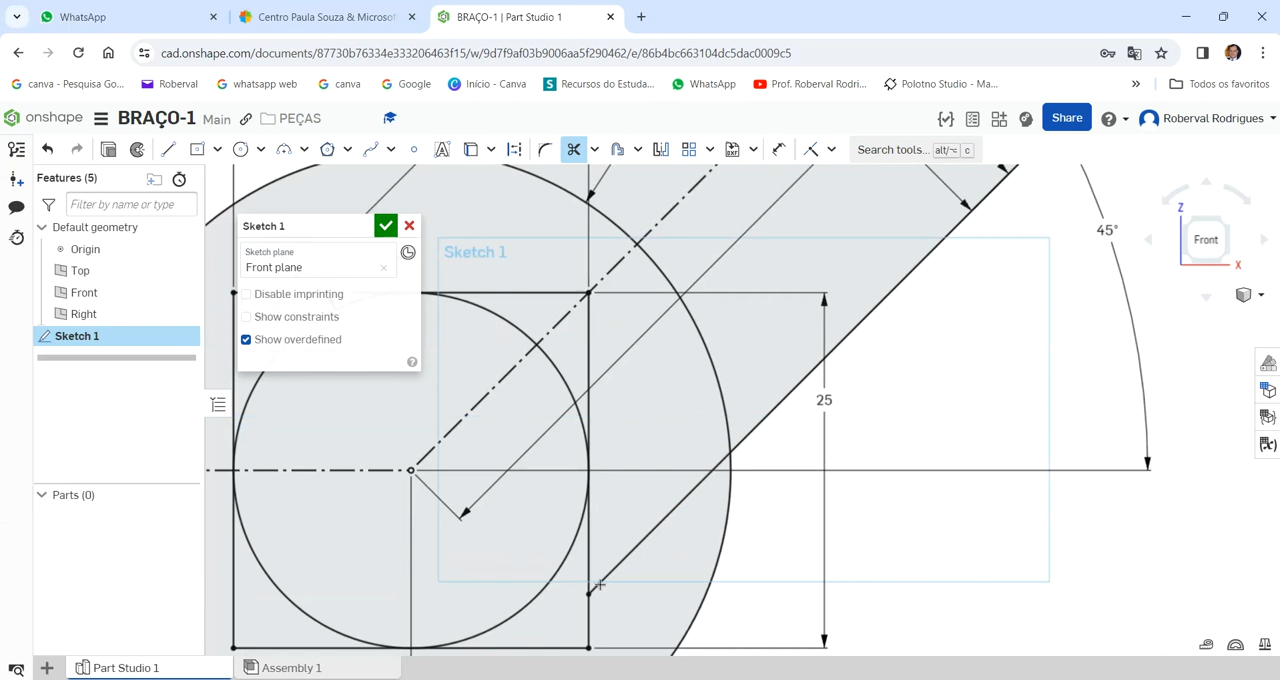 WhatsApp
Centro Paula Souza & Microsof
BRAÇO-1 | Part Studio 1
cad.onshape.com/documents/87730b76334e333206463f15/w/9d7f9af03b9006aa5f290462/e/86b4bc663104dc5dac0009c5
canva - Pesquisa Go...
Roberval
whatsapp web
canva
Google
Início - Canva
Recursos do Estuda...
WhatsApp
Prof. Roberval Rodri...
Polotno Studio - Ma...
»
Todos os favoritos
onshape
BRAÇO-1
Main
PEÇAS
Share
Roberval Rodrigues
Search tools... alt/⌥ c
Features (5)
Filter by name or type
Default geometry
Origin
Top
Front
Right
Sketch 1
Parts (0)
Sketch 1
Sketch plane
Front plane
Disable imprinting
Show constraints
Show overdefined
Sketch 1
25
45°
Z
Front
X
Part Studio 1
Assembly 1